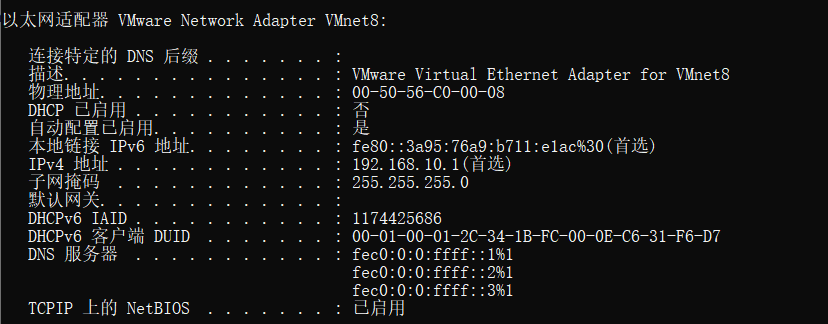 以太网适配器 VMware Network Adapter VMnet8:
连接特定的 DNS 后缀 . . . . . . . :
描述. . . . . . . . . . . . . . . : VMware Virtual Ethernet Adapter for VMnet8
物理地址. . . . . . . . . . . . . : 00-50-56-C0-00-08
DHCP 已启用 . . . . . . . . . . . : 否
自动配置已启用. . . . . . . . . . : 是
本地链接 IPv6 地址. . . . . . . . : fe80::3a95:76a9:b711:e1ac%30(首选)
IPv4 地址 . . . . . . . . . . . . : 192.168.10.1(首选)
子网掩码  . . . . . . . . . . . . : 255.255.255.0
默认网关. . . . . . . . . . . . . :
DHCPv6 IAID . . . . . . . . . . . : 1174425686
DHCPv6 客户端 DUID  . . . . . . . : 00-01-00-01-2C-34-1B-FC-00-0E-C6-31-F6-D7
DNS 服务器  . . . . . . . . . . . : fec0:0:0:ffff::1%1
fec0:0:0:ffff::2%1
fec0:0:0:ffff::3%1
TCPIP 上的 NetBIOS  . . . . . . . : 已启用